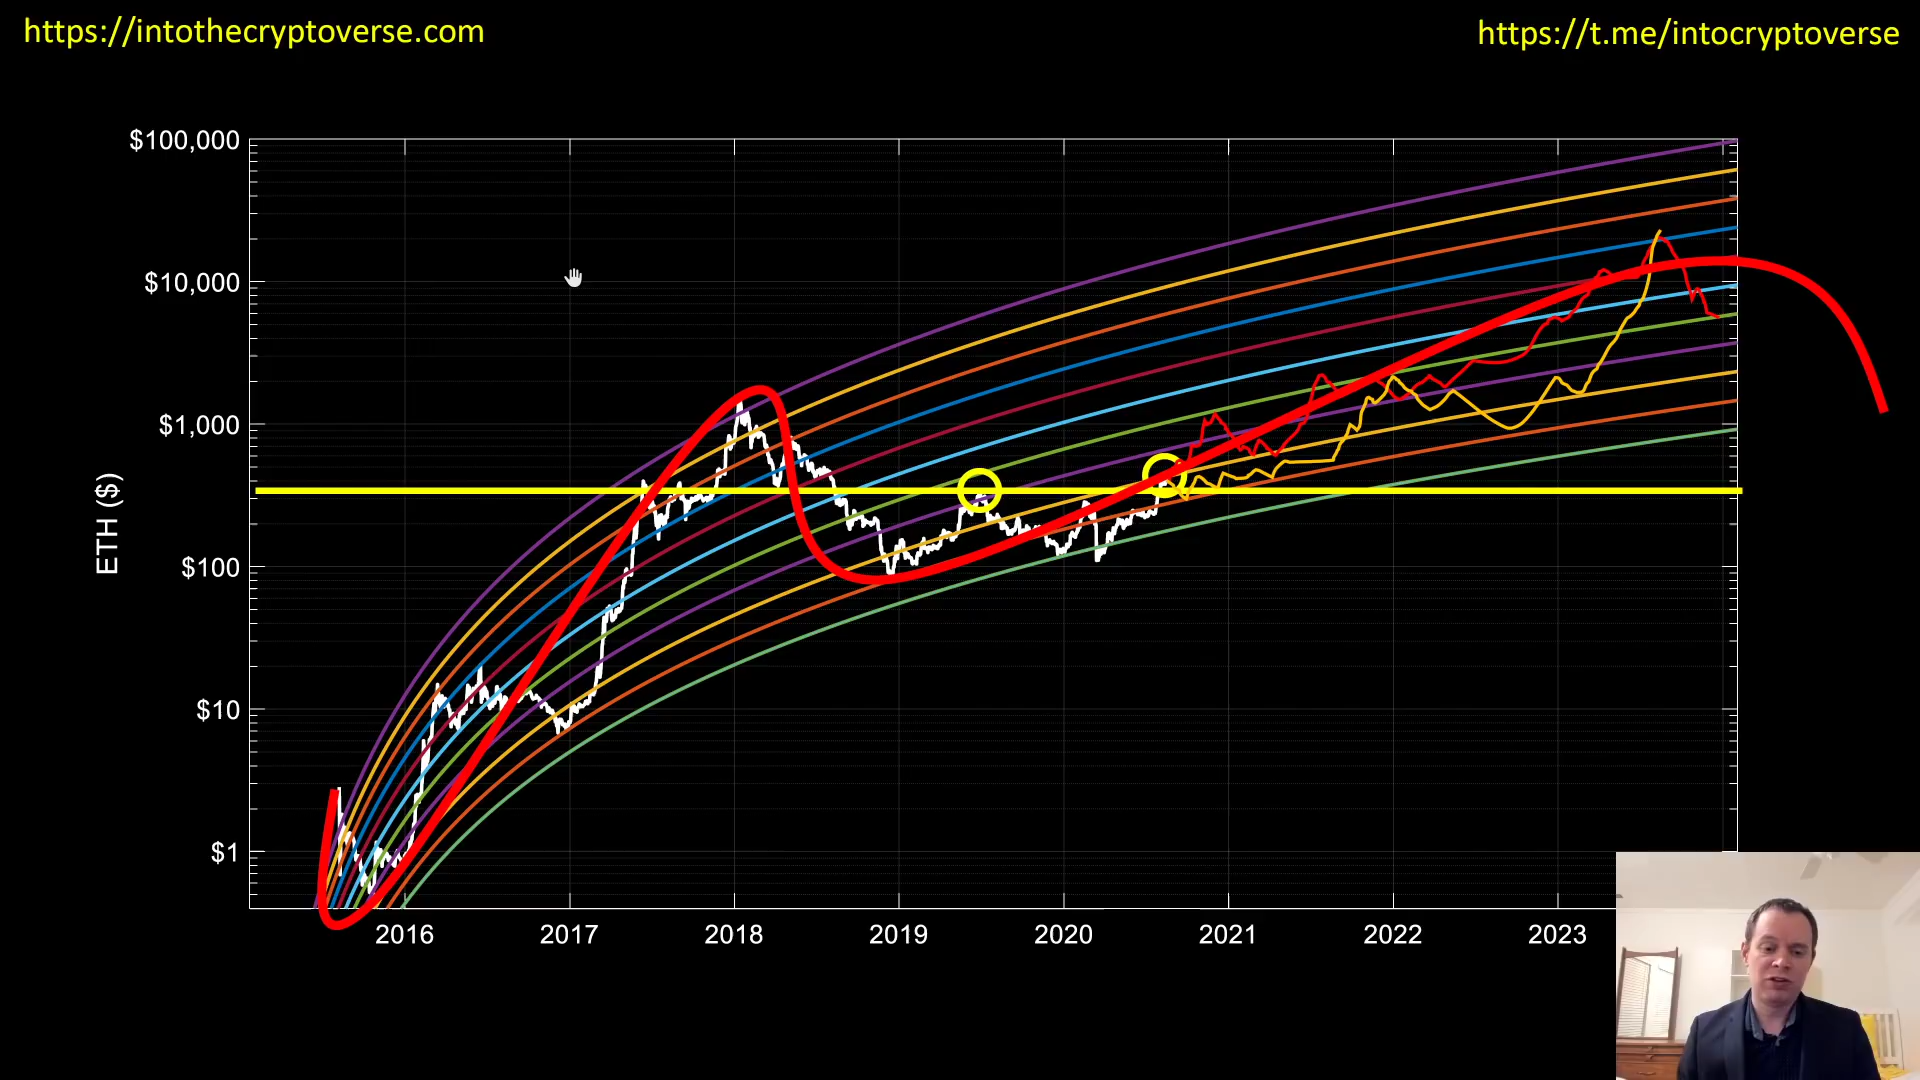 https://intothecryptoverse.com
https://t.me/intocryptoverse
$100,000
$10,000
$1,000
$100
$10
$1
ETH ($)
2016 2017 2018 2019 2020 2021 2022 2023